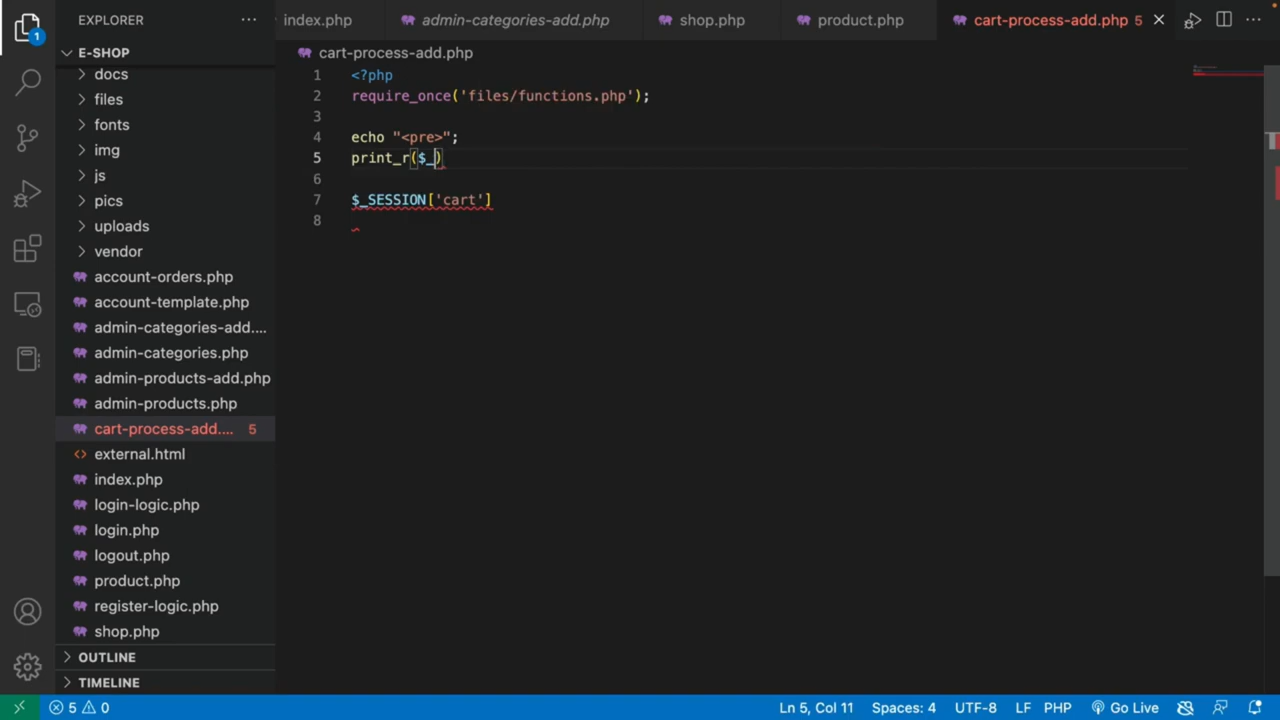 1
EXPLORER
···
index.php
admin-categories-add.php
shop.php
product.php
cart-process-add.php 5
···
E-SHOP
docs
files
fonts
img
js
pics
uploads
vendor
account-orders.php
account-template.php
admin-categories-add....
admin-categories.php
admin-products-add.php
admin-products.php
cart-process-add.... 5
external.html
index.php
login-logic.php
login.php
logout.php
product.php
register-logic.php
shop.php
OUTLINE
TIMELINE
cart-process-add.php
1 <?php
2 require_once('files/functions.php');
3
4 echo "<pre>";
5 print_r($_)
6
7 $_SESSION['cart']
8
5 0
Ln 5, Col 11
Spaces: 4
UTF-8
LF
PHP
Go Live